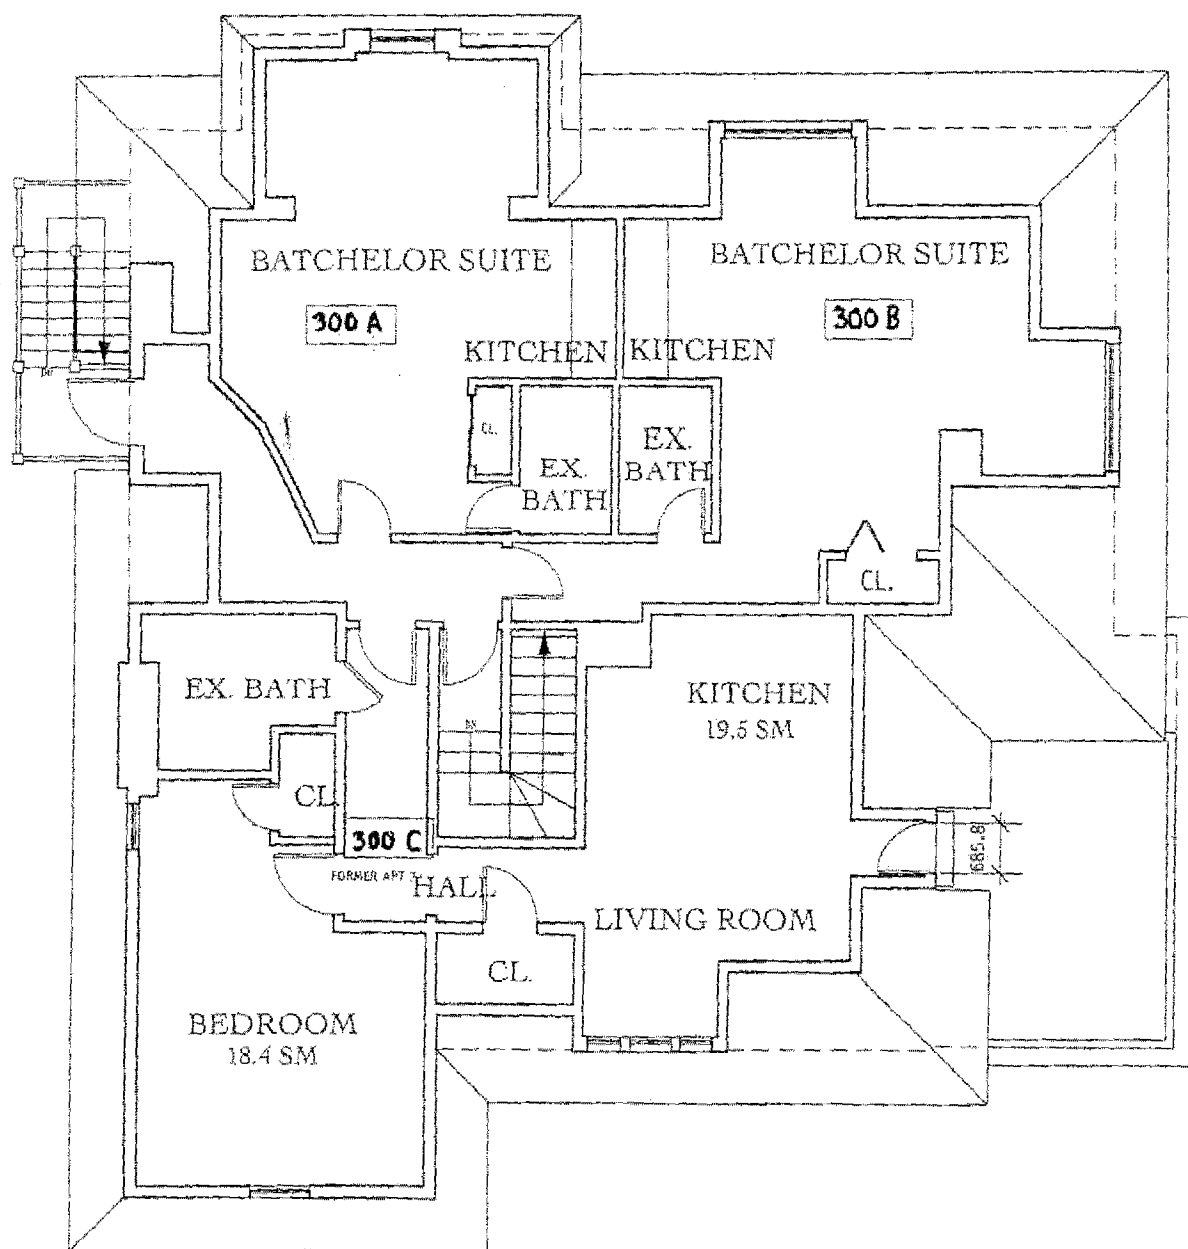 BATCHELOR SUITE
300 A
KITCHEN
BATCHELOR SUITE
300 B
KITCHEN
CL.
EX.
BATH
EX.
BATH
CL.
EX. BATH
CL.
KITCHEN
19.5 SM
300 C
FORMER APT 3
HALL
685.8
LIVING ROOM
CL.
BEDROOM
18.4 SM